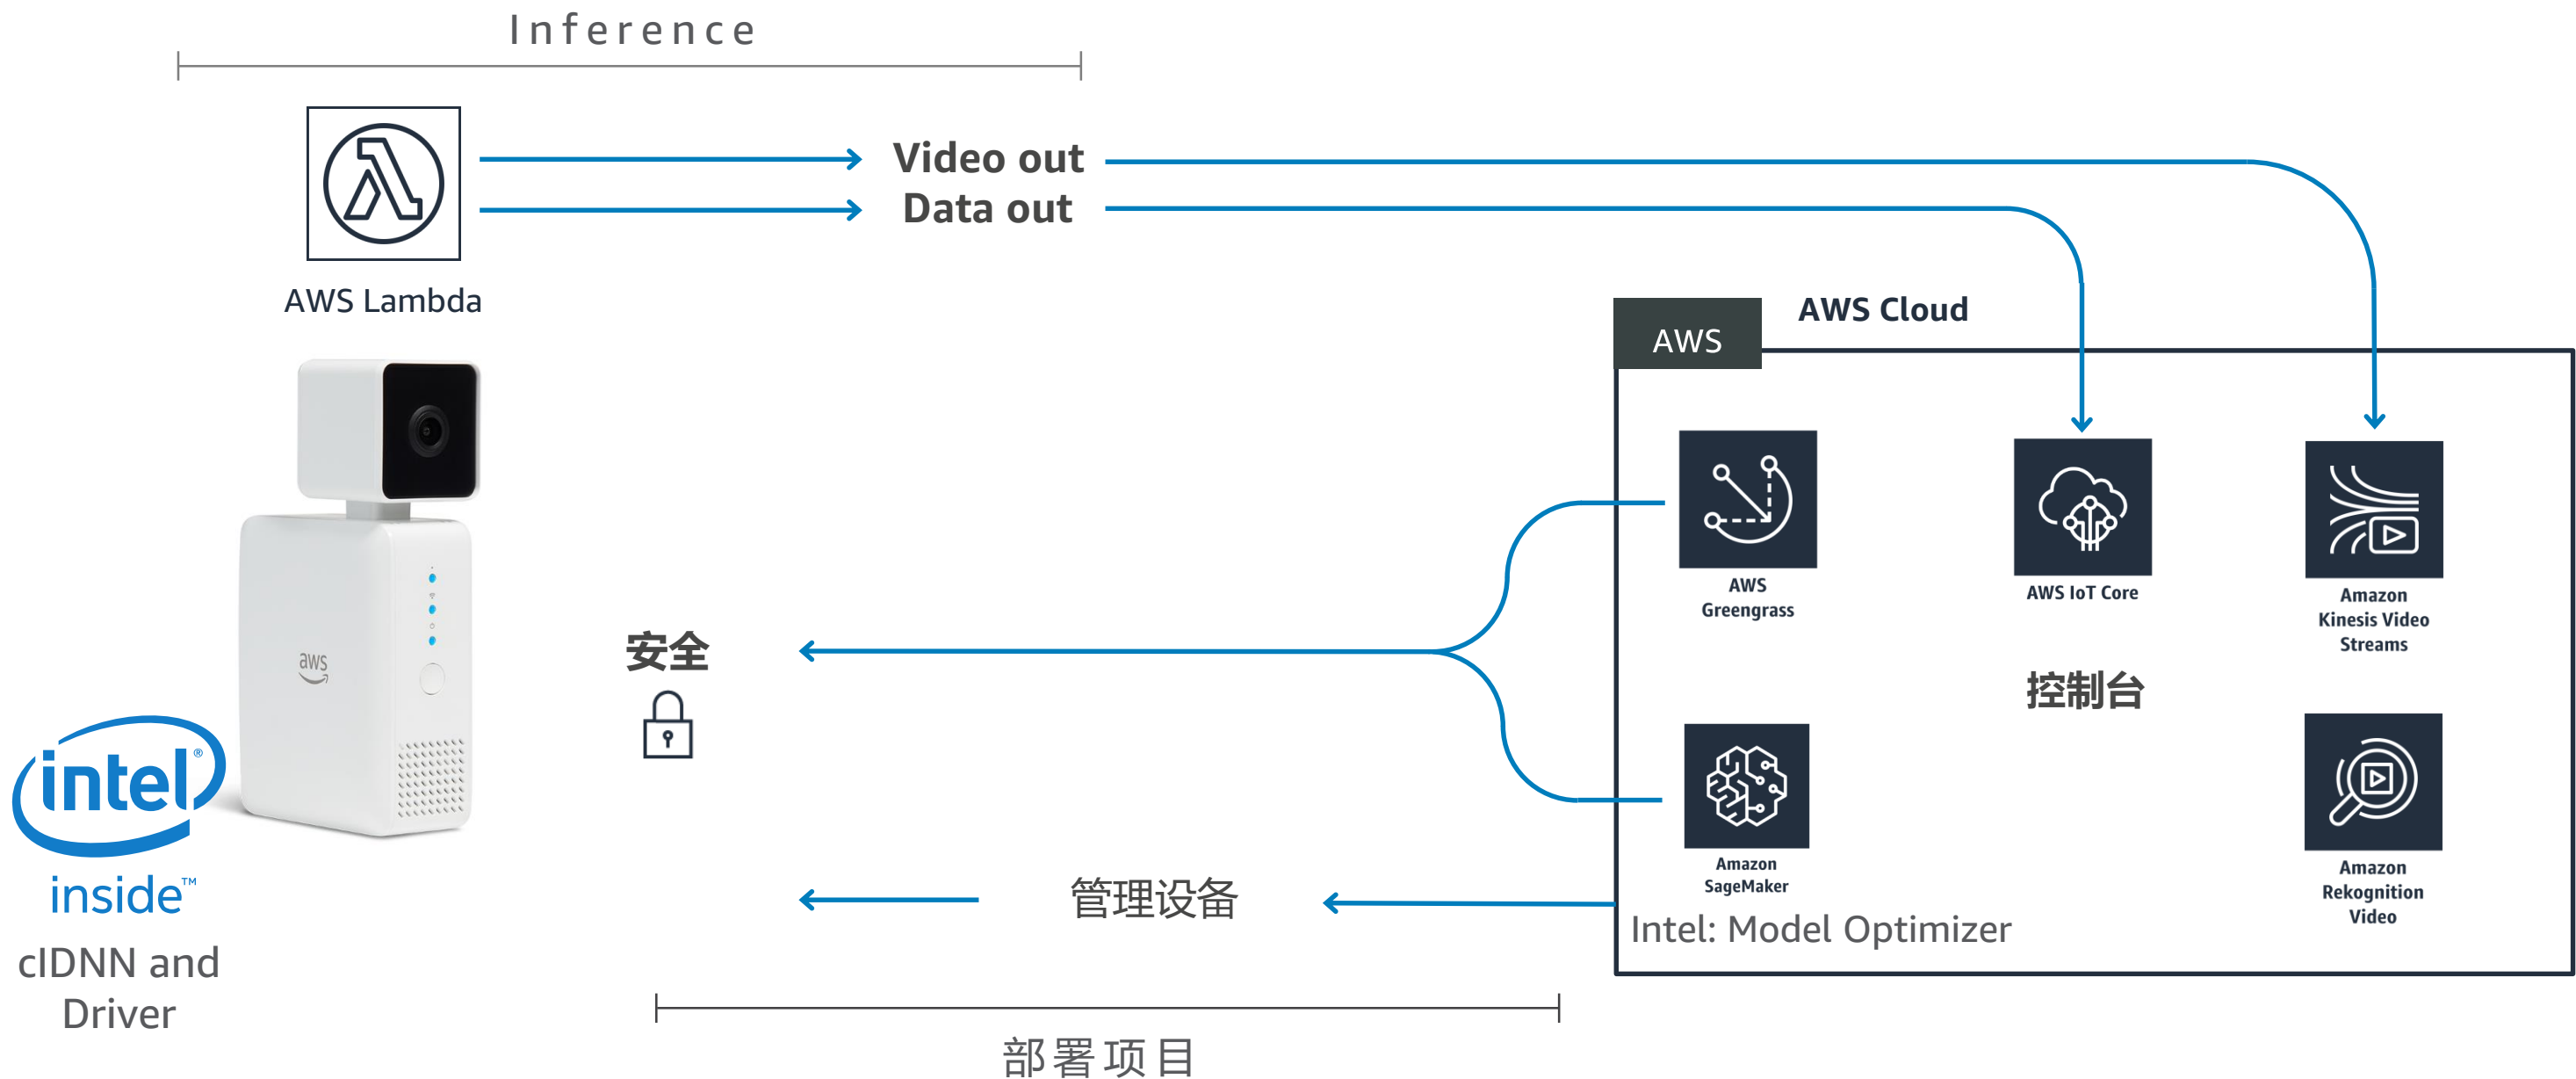 Inference
Video out
Data out
AWS Lambda
AWS Cloud
AWS
AWS
Greengrass
AWS IoT Core
Amazon
Kinesis Video
Streams
安全
控制台
aws
intel®
inside™
Amazon
SageMaker
Amazon
Rekognition
Video
管理设备
Intel: Model Optimizer
clDNN and
Driver
部署项目